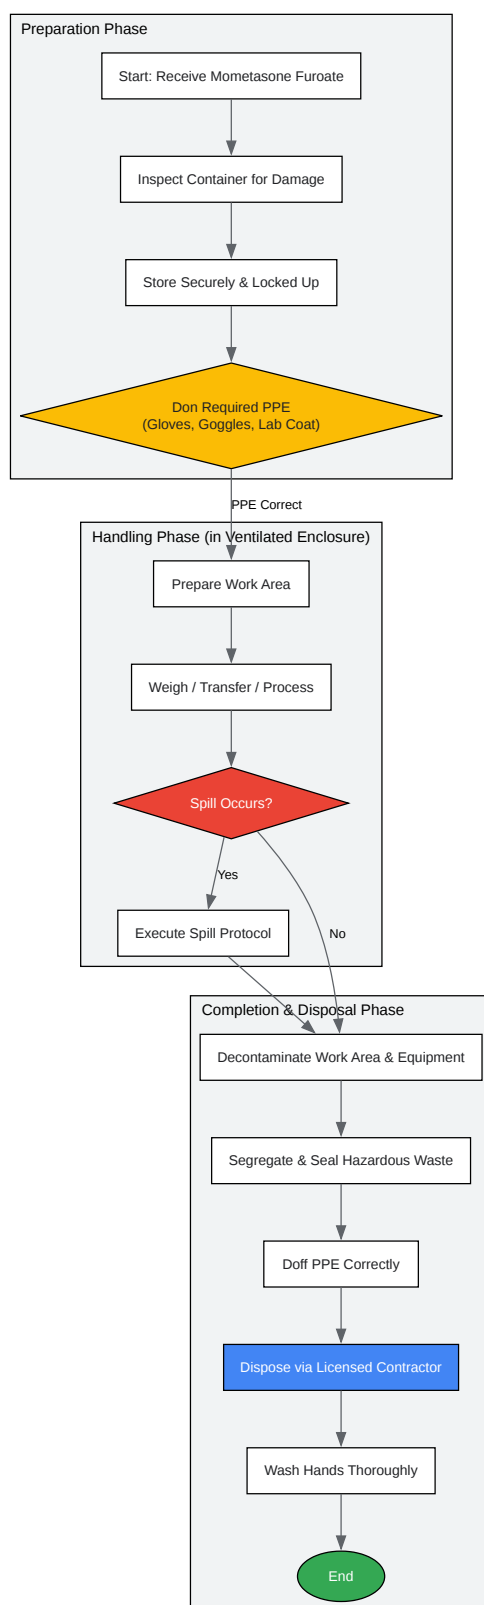 Preparation Phase
Start: Receive Mometasone Furoate
Inspect Container for Damage
Store Securely & Locked Up
Don Required PPE
(Gloves, Goggles, Lab Coat)
PPE Correct
Handling Phase (in Ventilated Enclosure)
Prepare Work Area
Weigh / Transfer / Process
Spill Occurs?
Yes
Execute Spill Protocol
No
Completion & Disposal Phase
Decontaminate Work Area & Equipment
Segregate & Seal Hazardous Waste
Doff PPE Correctly
Dispose via Licensed Contractor
Wash Hands Thoroughly
End